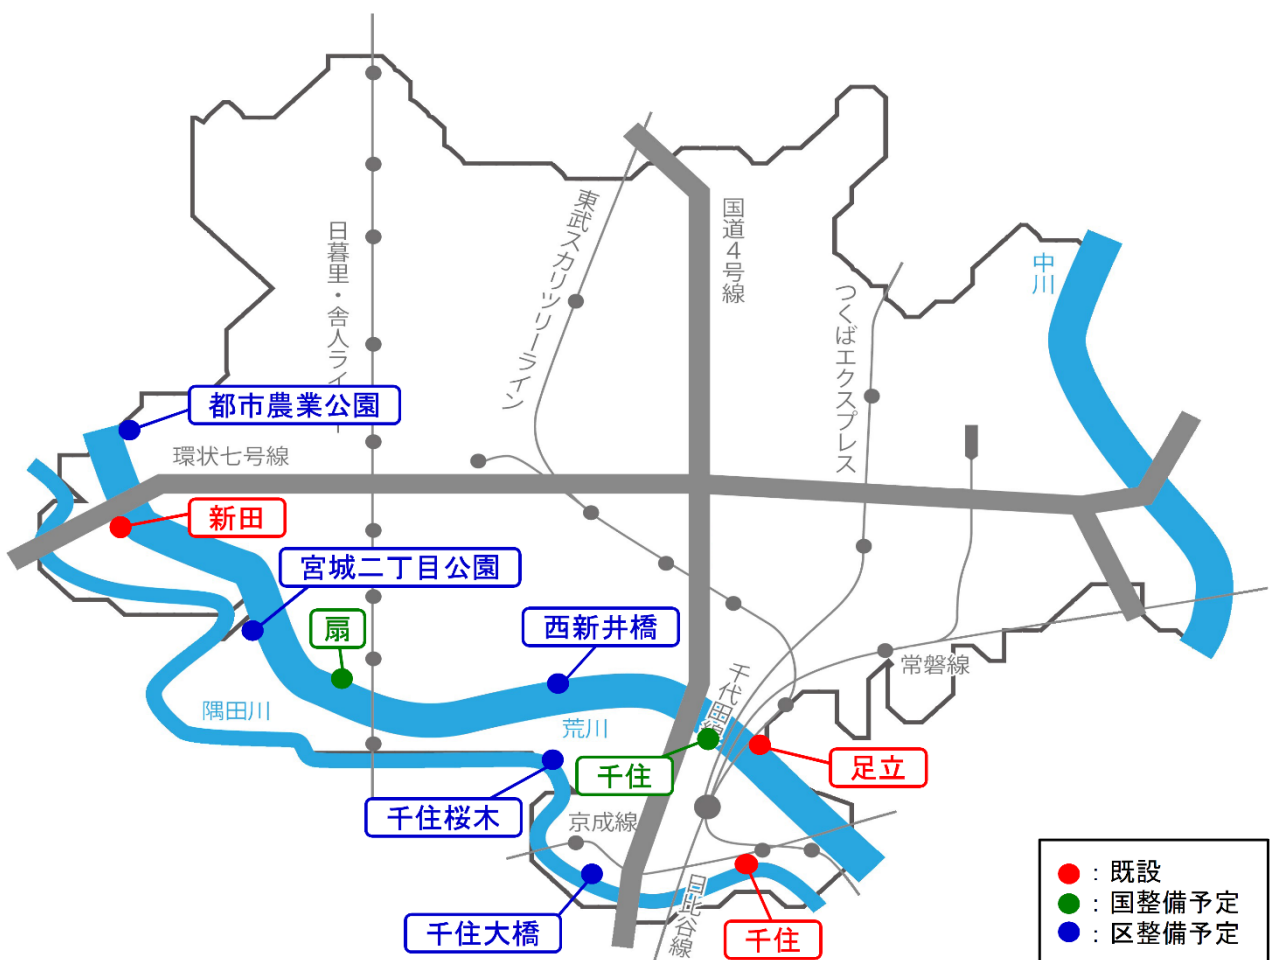 東武スカイツリーライン
国道4号線
日暮里・舎人ライ
つくばエクスプレス
中川
都市農業公園
環状七号線
新田
宮城二丁目公園
扇
西新井橋
常磐線
千代田線
隅田川
荒川
千住
足立
千住桜木
京成線
千住大橋
日比谷線
千住
：既設
：国整備予定
：区整備予定